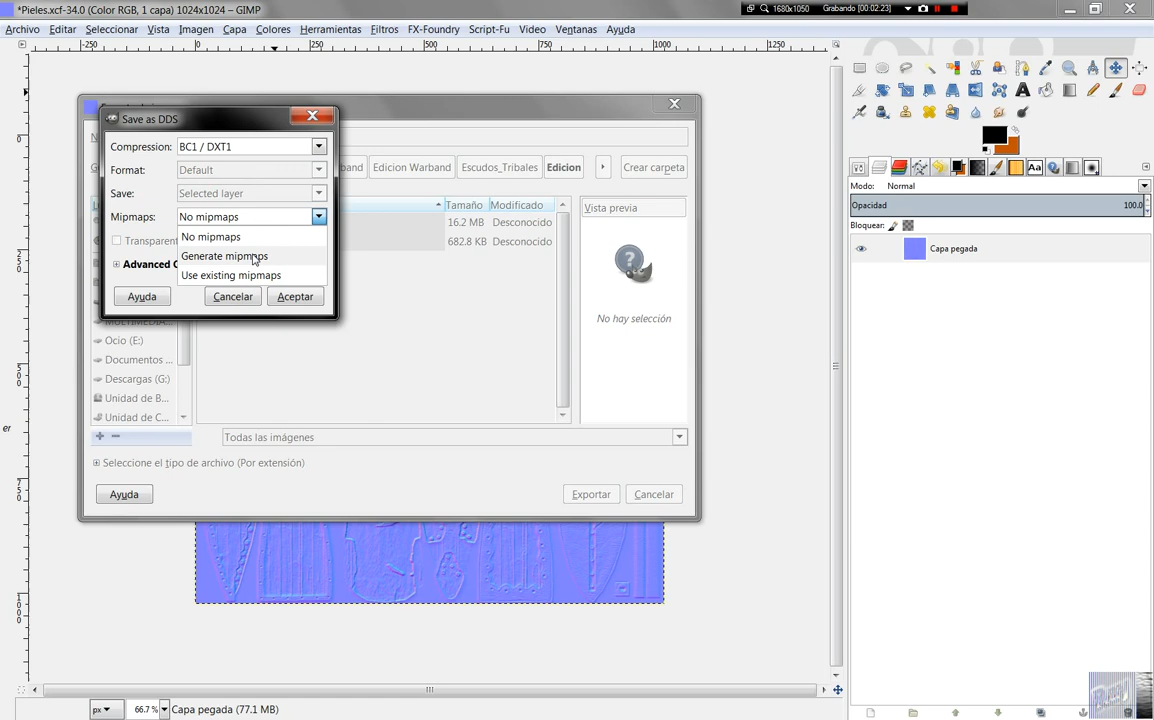 *Pieles.xcf-34.0 (Color RGB, 1 capa) 1024x1024 – GIMP
1680x1050 Grabando [00:02:23]
Archivo Editar Seleccionar Vista Imagen Capa Colores Herramientas Filtros FX-Foundry Script-Fu Video Ventanas Ayuda
-250 0 250 500 750 1000 1250
Save as DDS
Compression: BC1 / DXT1
Format: Default
Save: Selected layer
Mipmaps: No mipmaps
No mipmaps
Generate mipmaps
Use existing mipmaps
Transparent
Advanced
Ayuda Cancelar Aceptar
band Edicion Warband Escudos_Tribales Edicion Crear carpeta
Tamaño Modificado
16.2 MB Desconocido
682.8 KB Desconocido
Vista previa
No hay selección
Ocio (E:)
Documentos ...
Descargas (G:)
Unidad de B...
Unidad de C...
Todas las imágenes
Seleccione el tipo de archivo (Por extensión)
Ayuda Exportar Cancelar
Modo: Normal
Opacidad 100.0
Bloquear:
Capa pegada
er
px 66.7 % Capa pegada (77.1 MB)